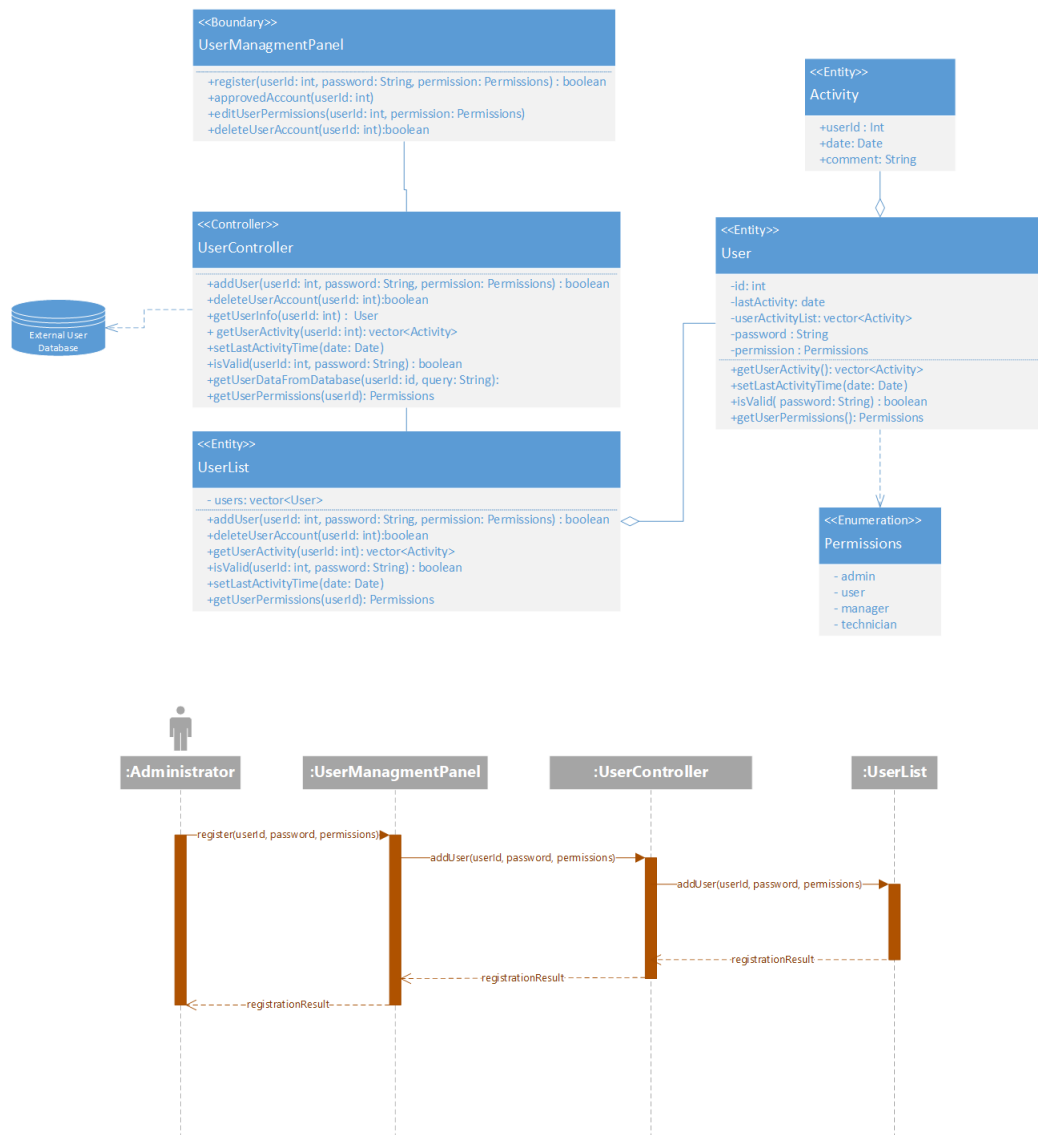 <<Boundary>>
UserManagmentPanel
+register(userId: int, password: String, permission: Permissions) : boolean
+approvedAccount(userId: int)
+editUserPermissions(userId: int, permission: Permissions)
+deleteUserAccount(userId: int):boolean
<<Entity>>
Activity
+userId : Int
+date: Date
+comment: String
<<Controller>>
UserController
+addUser(userId: int, password: String, permission: Permissions) : boolean
+deleteUserAccount(userId: int):boolean
+getUserInfo(userId: int) : User
+ getUserActivity(userId: int): vector<Activity>
+setLastActivityTime(date: Date)
+isValid(userId: int, password: String) : boolean
+getUserDataFromDatabase(userId: id, query: String):
+getUserPermissions(userId): Permissions
External User
Database
<<Entity>>
User
-id: int
-lastActivity: date
-userActivityList: vector<Activity>
-password : String
-permission : Permissions
+getUserActivity(): vector<Activity>
+setLastActivityTime(date: Date)
+isValid( password: String) : boolean
+getUserPermissions(): Permissions
<<Entity>>
UserList
- users: vector<User>
+addUser(userId: int, password: String, permission: Permissions) : boolean
+deleteUserAccount(userId: int):boolean
+getUserActivity(userId: int): vector<Activity>
+isValid(userId: int, password: String) : boolean
+setLastActivityTime(date: Date)
+getUserPermissions(userId): Permissions
<<Enumeration>>
Permissions
- admin
- user
- manager
- technician
:Administrator
:UserManagmentPanel
:UserController
:UserList
register(userId, password, permissions)
addUser(userId, password, permissions)
addUser(userId, password, permissions)
registrationResult
registrationResult
registrationResult